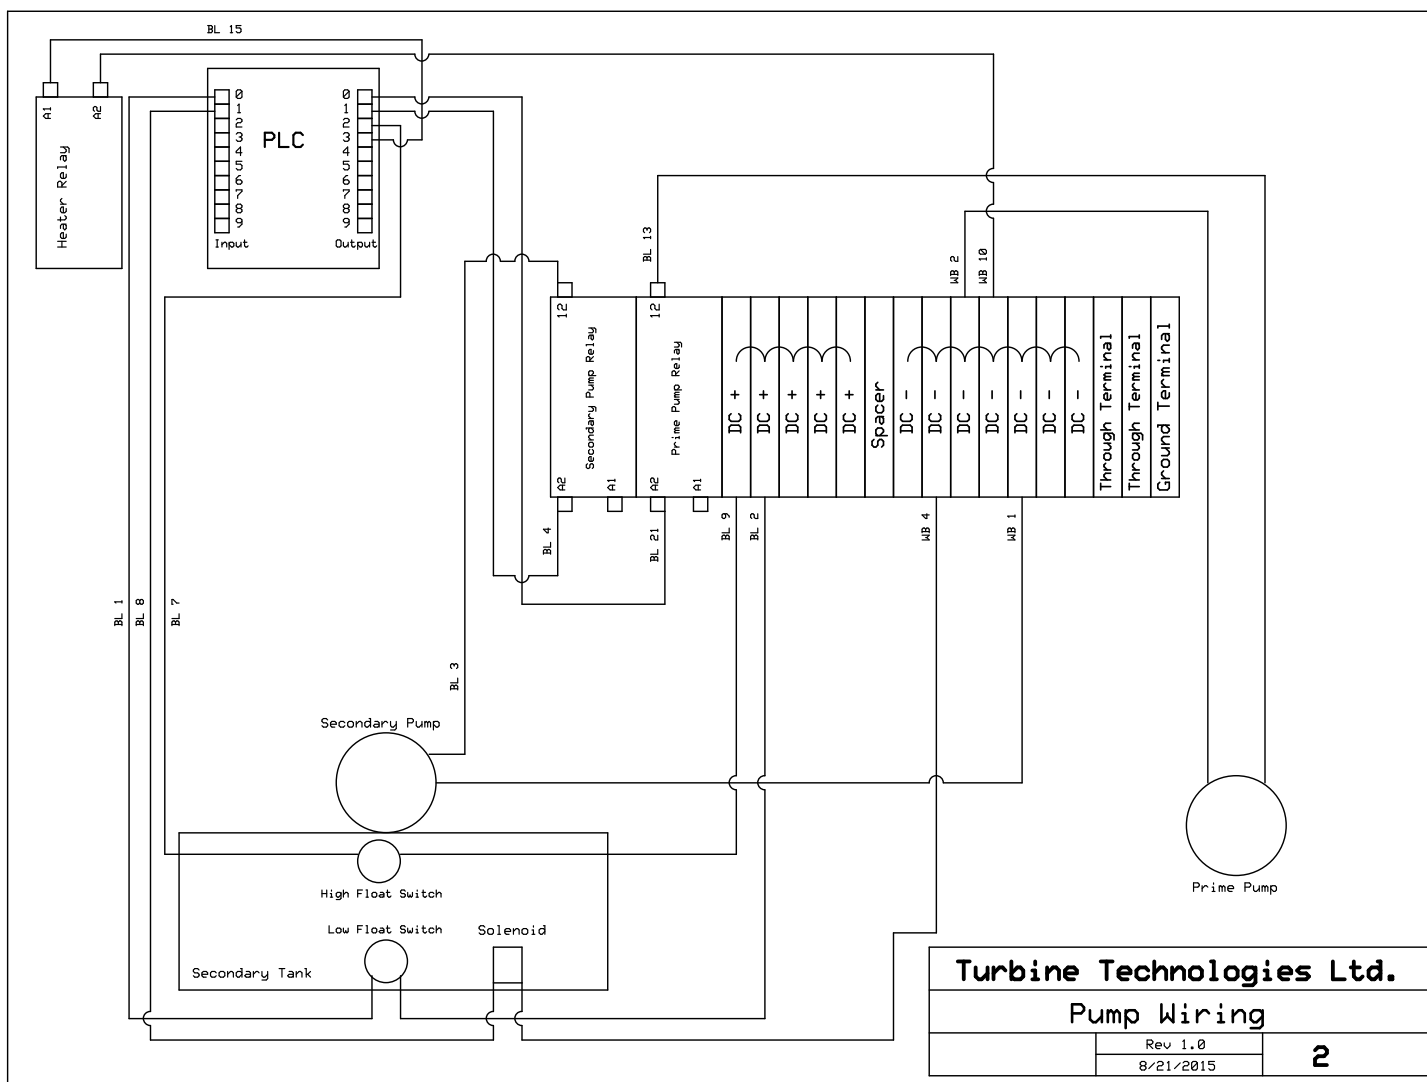 BL 15
A1
A2
Heater Relay
PLC
0
1
2
3
4
5
6
7
8
9
Input
0
1
2
3
4
5
6
7
8
9
Output
BL 13
WB 2
WB 10
12
Secondary Pump Relay
A2
A1
12
Prime Pump Relay
A2
A1
DC +
DC +
DC +
DC +
DC +
Spacer
DC -
DC -
DC -
DC -
DC -
DC -
DC -
Through Terminal
Through Terminal
Ground Terminal
BL 4
BL 21
BL 9
BL 2
WB 4
WB 1
BL 1
BL 8
BL 7
BL 3
Secondary Pump
High Float Switch
Low Float Switch
Solenoid
Secondary Tank
Prime Pump
Turbine Technologies Ltd.
Pump Wiring
Rev 1.0
8/21/2015
2